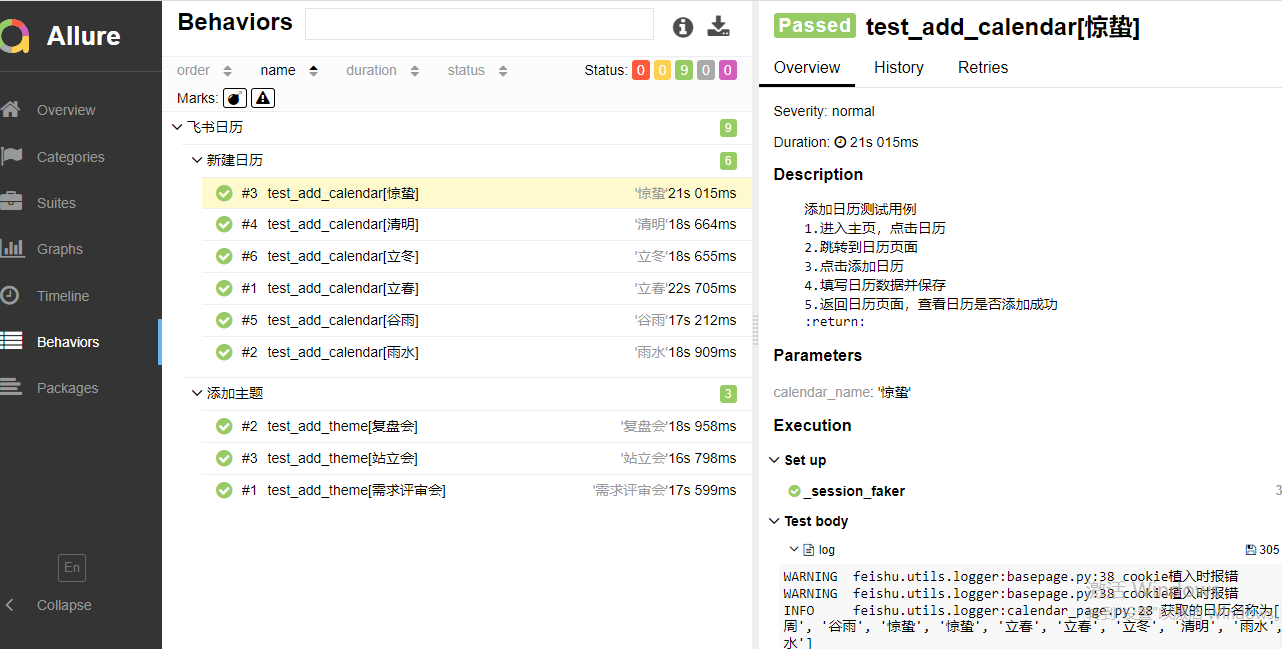 Allure
Overview
Categories
Suites
Graphs
Timeline
Behaviors
Packages
En
Collapse
Behaviors
order name duration status Status: 0 0 9 0 0
Marks:
飞书日历 9
新建日历 6
#3 test_add_calendar[惊蛰] '惊蛰'21s 015ms
#4 test_add_calendar[清明] '清明'18s 664ms
#6 test_add_calendar[立冬] '立冬'18s 655ms
#1 test_add_calendar[立春] '立春'22s 705ms
#5 test_add_calendar[谷雨] '谷雨'17s 212ms
#2 test_add_calendar[雨水] '雨水'18s 909ms
添加主题 3
#2 test_add_theme[复盘会] '复盘会'18s 958ms
#3 test_add_theme[站立会] '站立会'16s 798ms
#1 test_add_theme[需求评审会] '需求评审会'17s 599ms
Passed test_add_calendar[惊蛰]
Overview History Retries
Severity: normal
Duration: 21s 015ms
Description
添加日历测试用例
1.进入主页，点击日历
2.跳转到日历页面
3.点击添加日历
4.填写日历数据并保存
5.返回日历页面，查看日历是否添加成功
:return:
Parameters
calendar_name: '惊蛰'
Execution
Set up
_session_faker 3
Test body
log 305
WARNING feishu.utils.logger:basepage.py:38 cookie植入时报错
WARNING feishu.utils.logger:basepage.py:38 cookie植入时报错
INFO feishu.utils.logger:calendar_page.py:28 获取的日历名称为[
周', '谷雨', '惊蛰', '惊蛰', '立春', '立春', '立冬', '清明', '雨水',
水']
激活 Windows